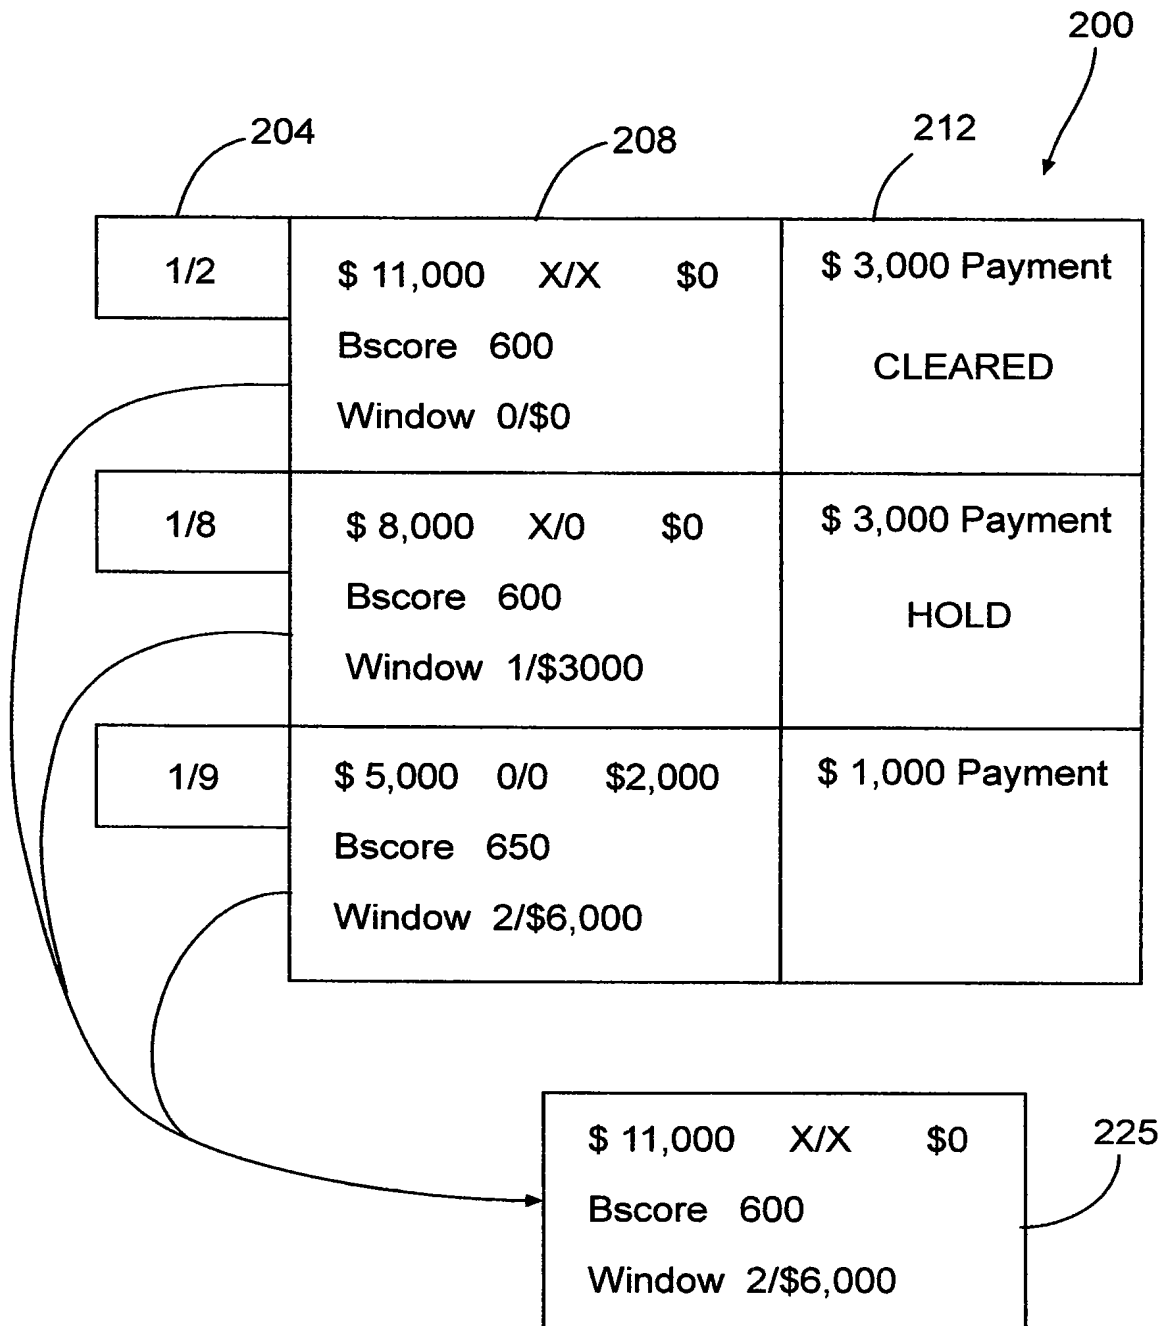 200
204
208
212
1/2
$ 11,000 X/X $0
Bscore 600
Window 0/$0
$ 3,000 Payment
CLEARED
1/8
$ 8,000 X/0 $0
Bscore 600
Window 1/$3000
$ 3,000 Payment
HOLD
1/9
$ 5,000 0/0 $2,000
Bscore 650
Window 2/$6,000
$ 1,000 Payment
$ 11,000 X/X $0
Bscore 600
Window 2/$6,000
225